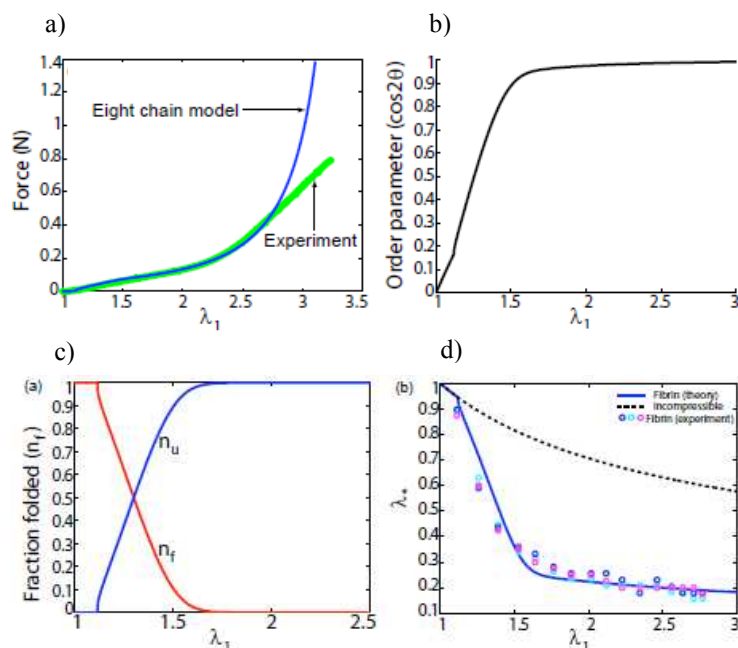 a)
b)
Force (N)
1.4
1.2
1
0.8
0.6
0.4
0.2
0
Eight chain model
Experiment
1 1.5 2 2.5 3 3.5
λ1
Order parameter (cos2θ)
1
0.9
0.8
0.7
0.6
0.5
0.4
0.3
0.2
0.1
0
1 1.5 2 2.5 3
λ1
c)
d)
(a)
Fraction folded (nf)
1
0.9
0.8
0.7
0.6
0.5
0.4
0.3
0.2
0.1
0
nu
nf
1 1.5 2 2.5
λ1
(b)
λ*
1
0.9
0.8
0.7
0.6
0.5
0.4
0.3
0.2
0.1
Fibrin (theory)
Incompressible
Fibrin (experiment)
1 1.5 2 2.5 3
λ1